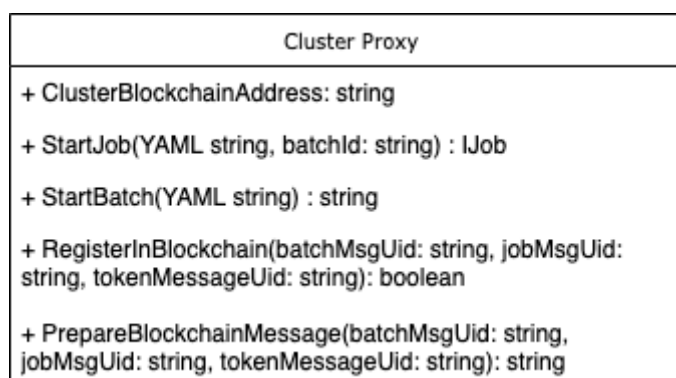 Cluster Proxy
+ ClusterBlockchainAddress: string
+ StartJob(YAML string, batchId: string) : IJob
+ StartBatch(YAML string) : string
+ RegisterInBlockchain(batchMsgUid: string, jobMsgUid:
string, tokenMessageUid: string): boolean
+ PrepareBlockchainMessage(batchMsgUid: string,
jobMsgUid: string, tokenMessageUid: string): string